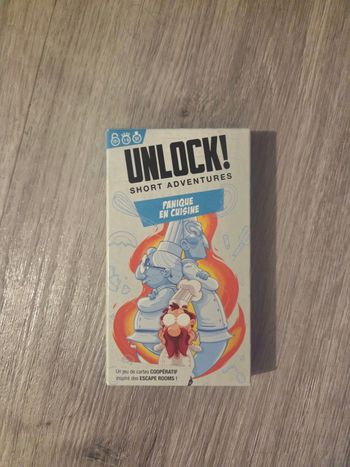 UNLOCK!
SHORT ADVENTURES
PANIQUE
EN CUISINE
Un jeu de cartes COOPÉRATIF
inspiré des ESCAPE ROOMS !